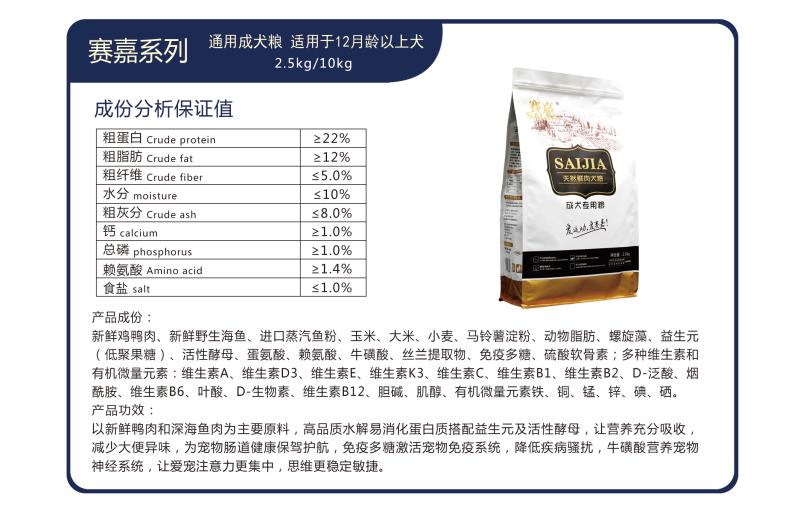 赛嘉系列
通用成犬粮 适用于12月龄以上犬
2.5kg/10kg
成份分析保证值
粗蛋白 Crude protein ≥22%
粗脂肪 Crude fat ≥12%
粗纤维 Crude fiber ≤5.0%
水分 moisture ≤10%
粗灰分 Crude ash ≤8.0%
钙 calcium ≥1.0%
总磷 phosphorus ≥1.0%
赖氨酸 Amino acid ≥1.4%
食盐 salt ≤1.0%
赛嘉
SAIJIA
天然鲜肉犬粮
成犬专用粮
爱运动，爱赛嘉！
产品成份：
新鲜鸡鸭肉、新鲜野生海鱼、进口蒸汽鱼粉、玉米、大米、小麦、马铃薯淀粉、动物脂肪、螺旋藻、益生元
（低聚果糖）、活性酵母、蛋氨酸、赖氨酸、牛磺酸、丝兰提取物、免疫多糖、硫酸软骨素；多种维生素和
有机微量元素：维生素A、维生素D3、维生素E、维生素K3、维生素C、维生素B1、维生素B2、D-泛酸、烟
酰胺、维生素B6、叶酸、D-生物素、维生素B12、胆碱、肌醇、有机微量元素铁、铜、锰、锌、碘、硒。
产品功效：
以新鲜鸭肉和深海鱼肉为主要原料，高品质水解易消化蛋白质搭配益生元及活性酵母，让营养充分吸收，
减少大便异味，为宠物肠道健康保驾护航，免疫多糖激活宠物免疫系统，降低疾病骚扰，牛磺酸营养宠物
神经系统，让爱宠注意力更集中，思维更稳定敏捷。